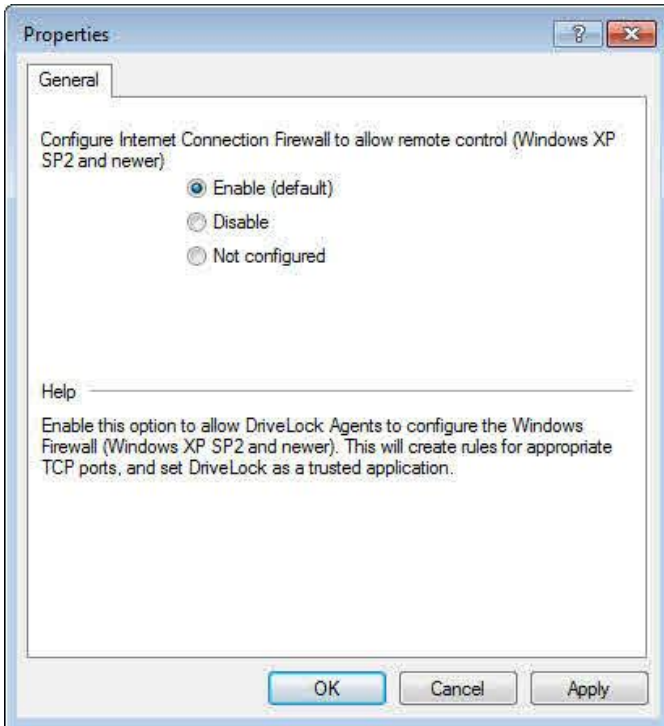 Properties
General
Configure Internet Connection Firewall to allow remote control (Windows XP
SP2 and newer)
Enable (default)
Disable
Not configured
Help
Enable this option to allow DriveLock Agents to configure the Windows
Firewall (Windows XP SP2 and newer). This will create rules for appropriate
TCP ports, and set DriveLock as a trusted application.
OK Cancel Apply